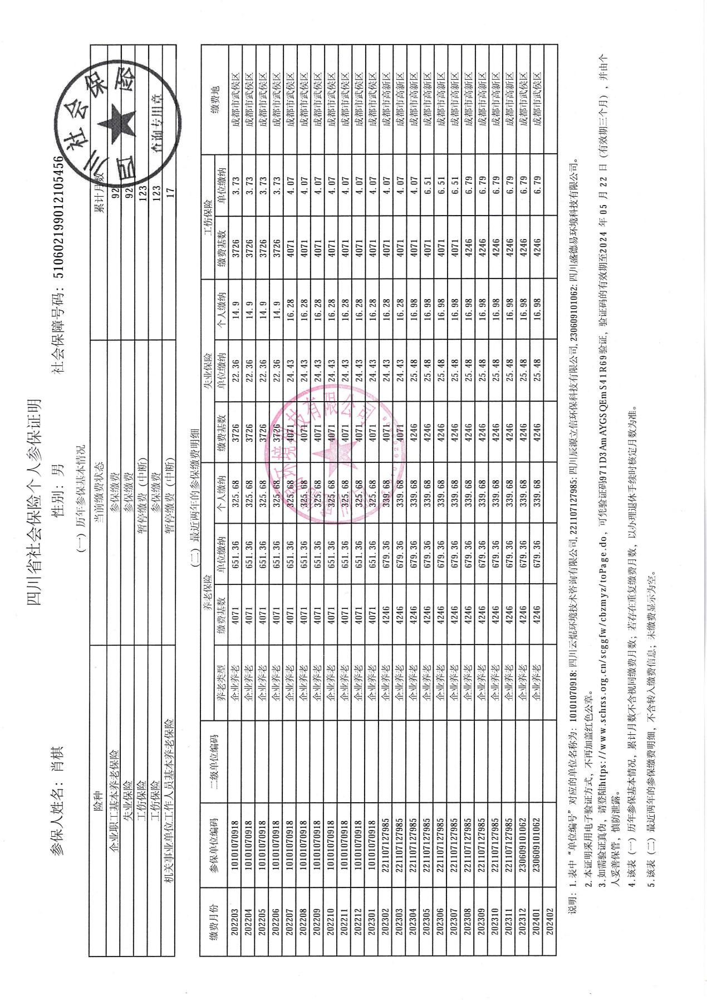 四川省社会保险个人参保证明
参保人姓名：肖棋 性别：男 社会保障号码：510602199012105456
（一）历年参保基本情况
险种 当前缴费状态 累计月数
企业职工基本养老保险 参保缴费 92
失业保险 参保缴费 92
工伤保险 暂停缴费（中断） 123
工伤保险 参保缴费 123
机关事业单位工作人员基本养老保险 暂停缴费（中断） 17
四川社会保险
查询专用章
（二）最近两年的参保缴费明细
缴费月份 参保单位编码 二级单位编码 养老保险 失业保险 工伤保险 缴费地
养老类型 缴费基数 单位缴纳 个人缴纳 缴费基数 单位缴纳 个人缴纳 缴费基数 单位缴纳
202203 10101070918 企业养老 4071 651.36 325.68 3726 22.36 14.9 3726 3.73 成都市武侯区
202204 10101070918 企业养老 4071 651.36 325.68 3726 22.36 14.9 3726 3.73 成都市武侯区
202205 10101070918 企业养老 4071 651.36 325.68 3726 22.36 14.9 3726 3.73 成都市武侯区
202206 10101070918 企业养老 4071 651.36 325.68 3726 22.36 14.9 3726 3.73 成都市武侯区
202207 10101070918 企业养老 4071 651.36 325.68 4071 24.43 16.28 4071 4.07 成都市武侯区
202208 10101070918 企业养老 4071 651.36 325.68 4071 24.43 16.28 4071 4.07 成都市武侯区
202209 10101070918 企业养老 4071 651.36 325.68 4071 24.43 16.28 4071 4.07 成都市武侯区
202210 10101070918 企业养老 4071 651.36 325.68 4071 24.43 16.28 4071 4.07 成都市武侯区
202211 10101070918 企业养老 4071 651.36 325.68 4071 24.43 16.28 4071 4.07 成都市武侯区
202212 10101070918 企业养老 4071 651.36 325.68 4071 24.43 16.28 4071 4.07 成都市武侯区
202301 10101070918 企业养老 4071 651.36 325.68 4071 24.43 16.28 4071 4.07 成都市武侯区
202302 221107127985 企业养老 4246 679.36 339.68 4071 24.43 16.28 4071 4.07 成都市高新区
202303 221107127985 企业养老 4246 679.36 339.68 4071 24.43 16.28 4071 4.07 成都市高新区
202304 221107127985 企业养老 4246 679.36 339.68 4246 25.48 16.98 4071 4.07 成都市高新区
202305 221107127985 企业养老 4246 679.36 339.68 4246 25.48 16.98 4071 6.51 成都市高新区
202306 221107127985 企业养老 4246 679.36 339.68 4246 25.48 16.98 4071 6.51 成都市高新区
202307 221107127985 企业养老 4246 679.36 339.68 4246 25.48 16.98 4071 6.51 成都市高新区
202308 221107127985 企业养老 4246 679.36 339.68 4246 25.48 16.98 4246 6.79 成都市高新区
202309 221107127985 企业养老 4246 679.36 339.68 4246 25.48 16.98 4246 6.79 成都市高新区
202310 221107127985 企业养老 4246 679.36 339.68 4246 25.48 16.98 4246 6.79 成都市高新区
202311 221107127985 企业养老 4246 679.36 339.68 4246 25.48 16.98 4246 6.79 成都市高新区
202312 230609101062 企业养老 4246 679.36 339.68 4246 25.48 16.98 4246 6.79 成都市武侯区
202401 230609101062 企业养老 4246 679.36 339.68 4246 25.48 16.98 4246 6.79 成都市武侯区
202402
说明：1.表中“单位编号”对应的单位名称为：10101070918:四川云焜环境技术咨询有限公司,221107127985:四川辰源立信环保科技有限公司,230609101062:四川盛德易环境科技有限公司。
2.本证明采用电子验证方式，不再加盖红色公章。
3.如需验证真伪，请登陆https://www.schrss.org.cn/scggfw/cbzmyz/toPage.do，可凭验证码971D3AmAYGSQEmS41R69验证，验证码的有效期至2024 年 05 月 22 日（有效期三个月），并由个
人妥善保管，慎防泄露。
4.该表（一）历年参保基本情况，累计月数不含视同缴费月数；若存在重复缴费月数，以办理退休手续时核定月数为准。
5.该表（二）最近两年的参保缴费明细，不含转入缴费信息；未缴费显示为空。